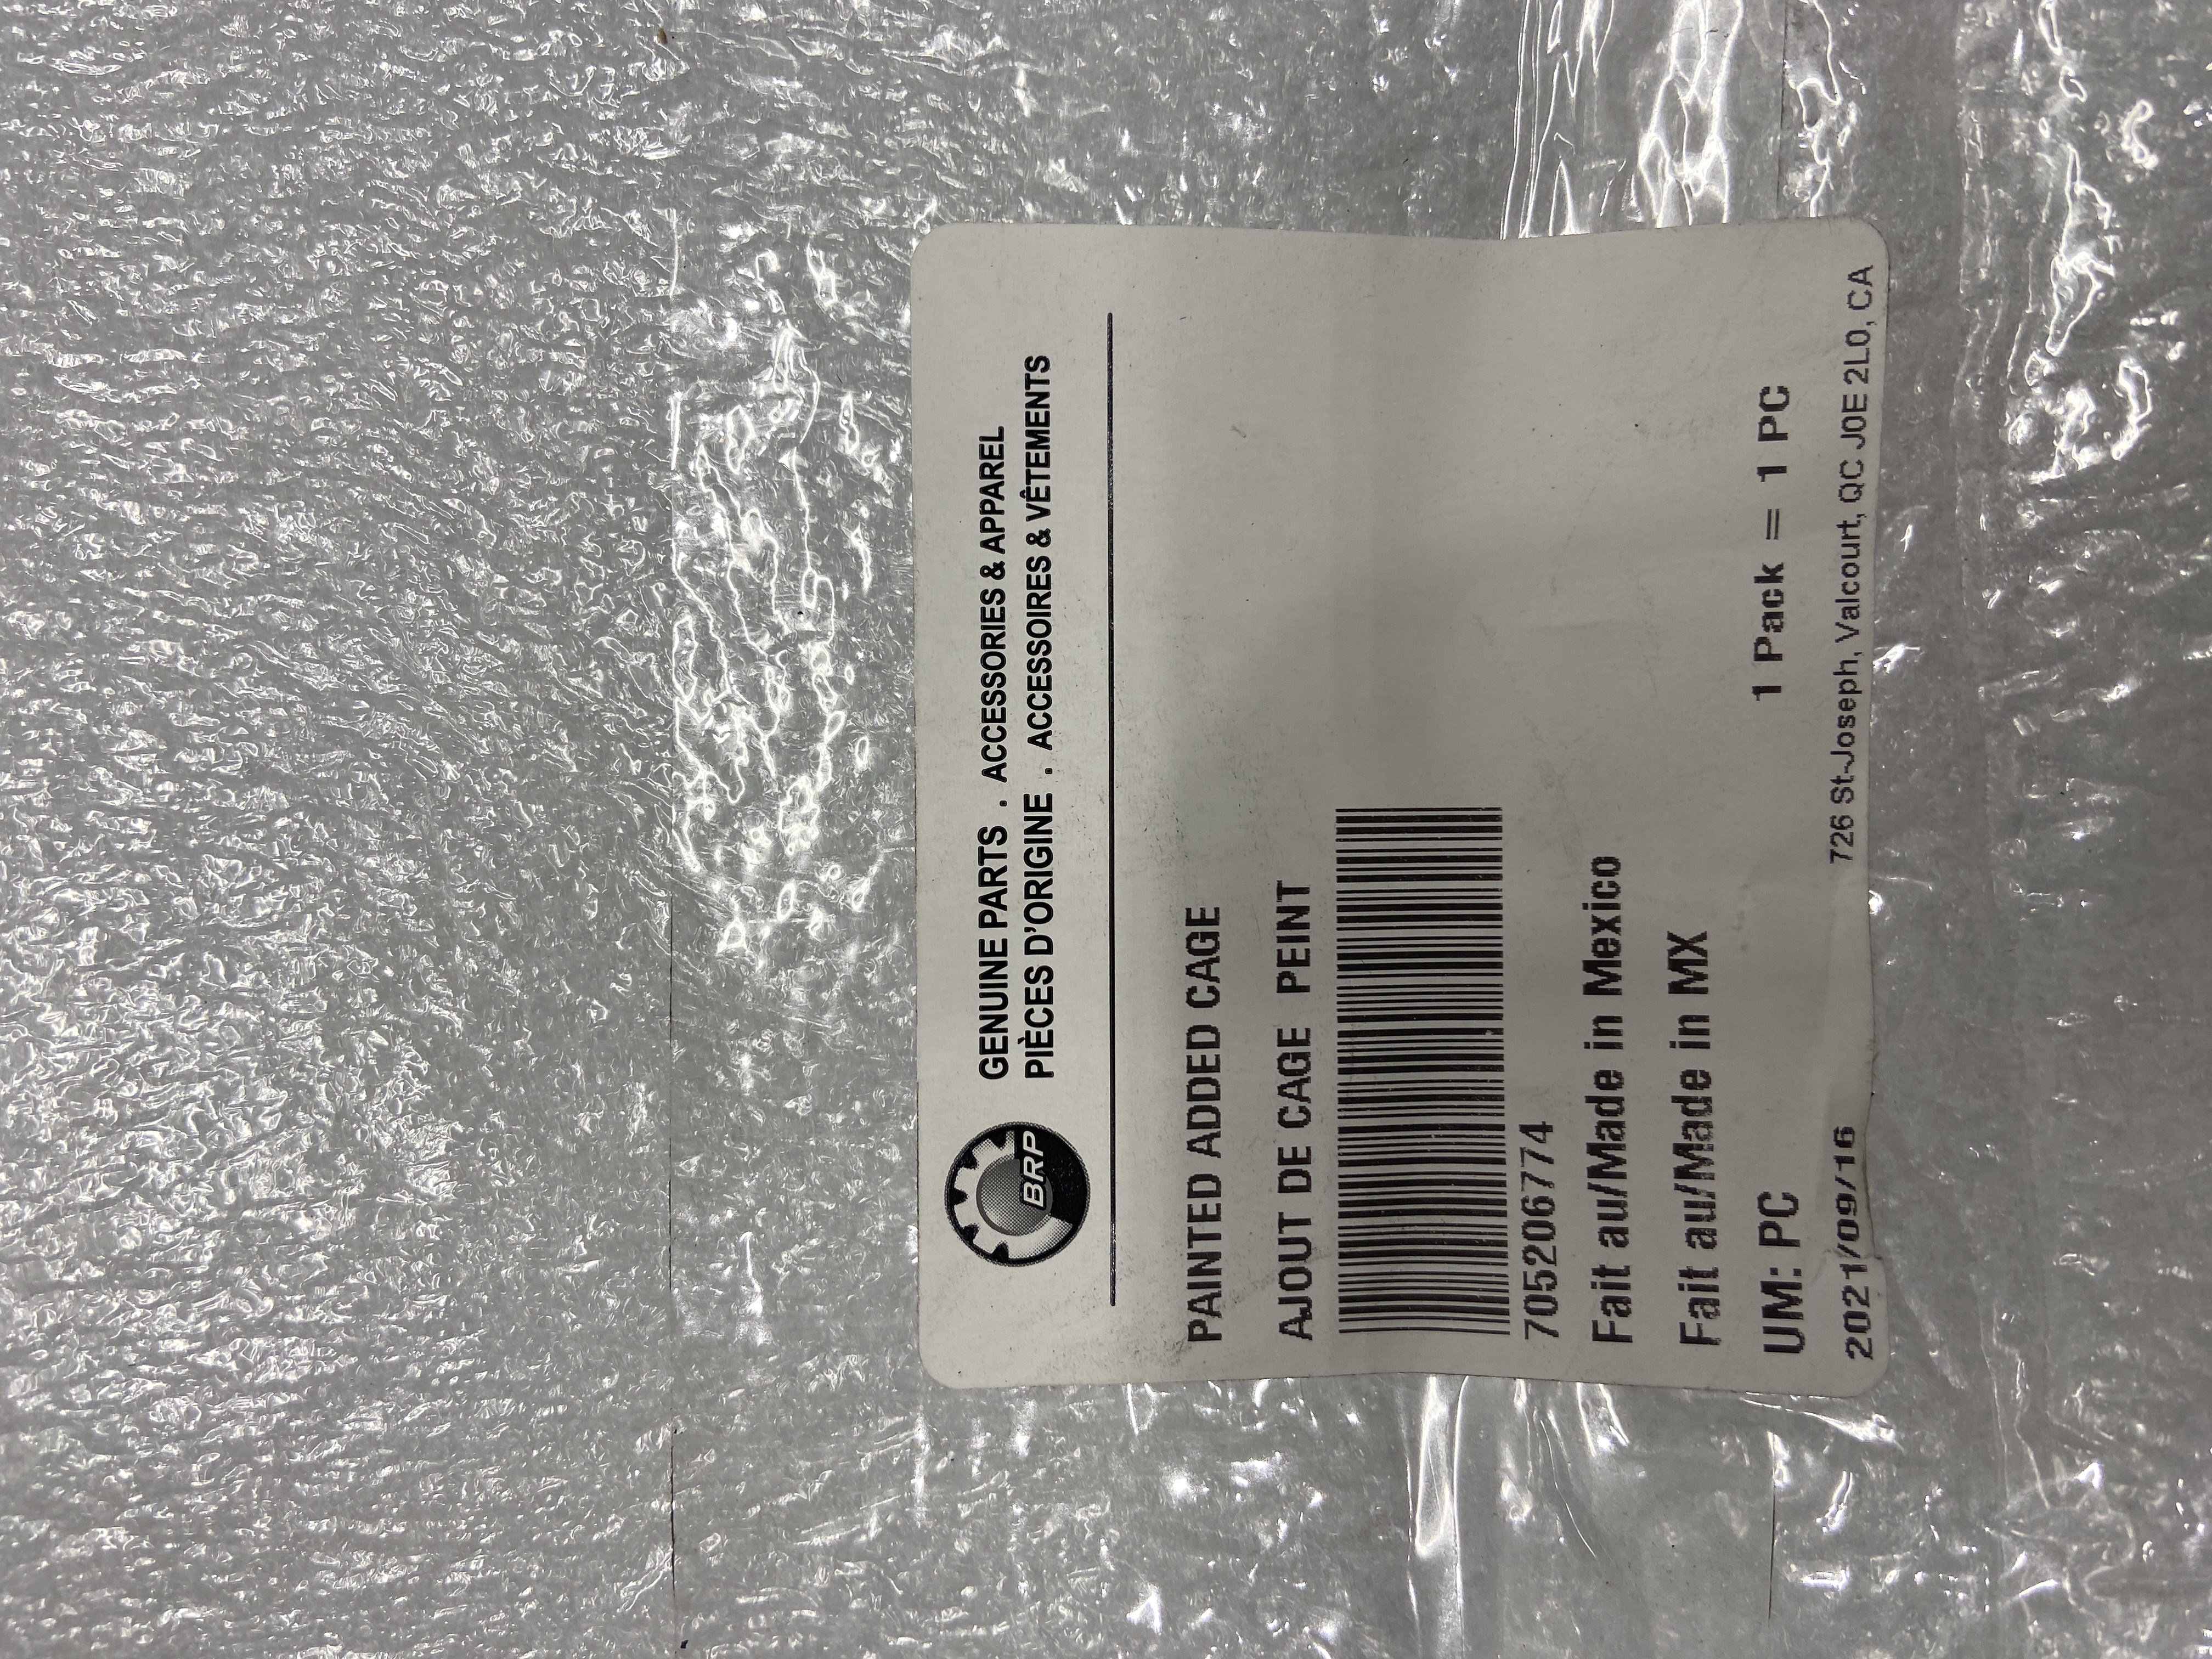 BRP
GENUINE PARTS . ACCESSORIES & APPAREL
PIÈCES D'ORIGINE . ACCESSOIRES & VÊTEMENTS
PAINTED ADDED CAGE
AJOUT DE CAGE PEINT
705206774
Fait au/Made in Mexico
Fait au/Made in MX
UM: PC
1 Pack = 1 PC
2021/09/16
726 St-Joseph, Valcourt, QC J0E 2L0, CA